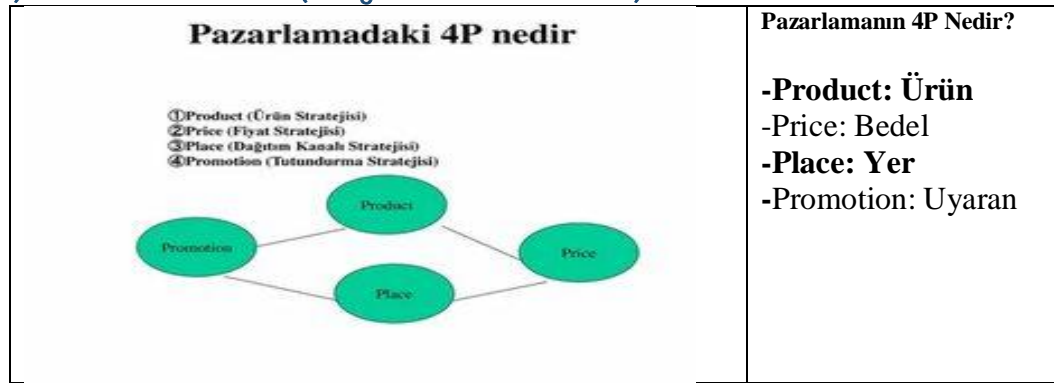 Pazarlamadaki 4P nedir
①Product (Ürün Stratejisi)
②Price (Fiyat Stratejisi)
③Place (Dağıtım Kanalı Stratejisi)
④Promotion (Tutundurma Stratejisi)
Product
Promotion
Price
Place
Pazarlamanın 4P Nedir?
-Product: Ürün
-Price: Bedel
-Place: Yer
-Promotion: Uyaran